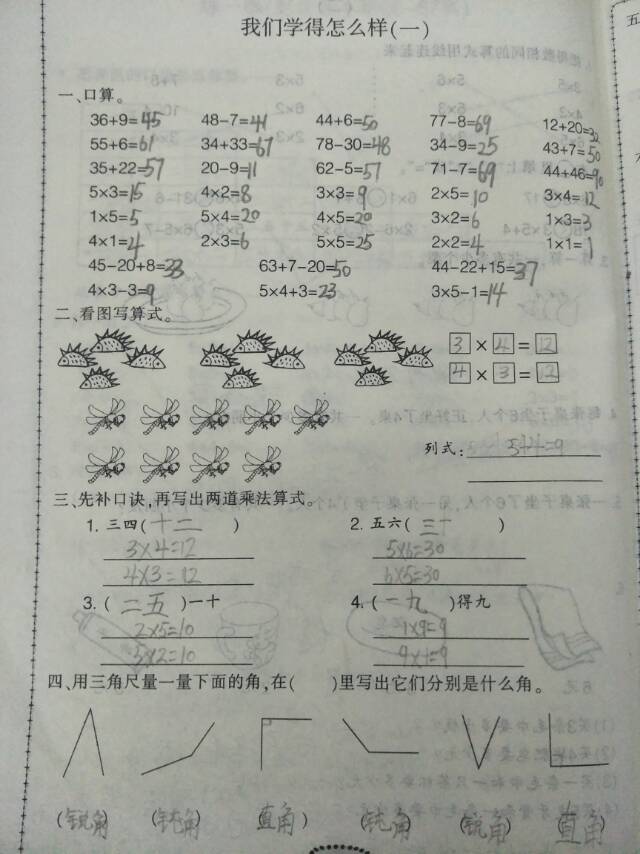 我们学得怎么样(一)
一、口算。
36+9=45 48-7=41 44+6=50 77-8=69 12+20=32
55+6=61 34+33=67 78-30=48 34-9=25 43+7=50
35+22=57 20-9=11 62-5=57 71-7=69 44+46=90
5×3=15 4×2=8 3×3=9 2×5=10 3×4=12
1×5=5 5×4=20 4×5=20 3×2=6 1×3=3
4×1=4 2×3=6 5×5=25 2×2=4 1×1=1
45-20+8=33 63+7-20=50 44-22+15=37
4×3-3=9 5×4+3=23 3×5-1=14
二、看图写算式。
3×4=12
4×3=12
列式:5+4=9
三、先补口诀,再写出两道乘法算式。
1. 三四(十二) 2. 五六(三十)
3×4=12 5×6=30
4×3=12 6×5=30
3. (二五)一十 4. (一九)得九
2×5=10 1×9=9
5×2=10 9×1=9
四、用三角尺量一量下面的角,在( )里写出它们分别是什么角。
(锐角) (钝角) 直角) (钝角) (锐角) (直角)
五